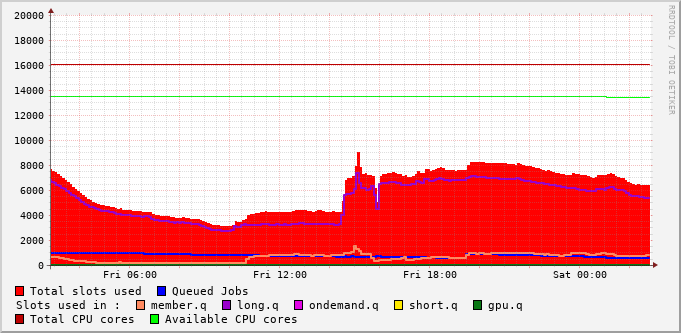 RRDTOOL / TOBI OETIKER
20000
18000
16000
14000
12000
10000
8000
6000
4000
2000
0
Fri 06:00 Fri 12:00 Fri 18:00 Sat 00:00
Total slots used Queued Jobs
Slots used in : member.q long.q ondemand.q short.q gpu.q
Total CPU cores Available CPU cores